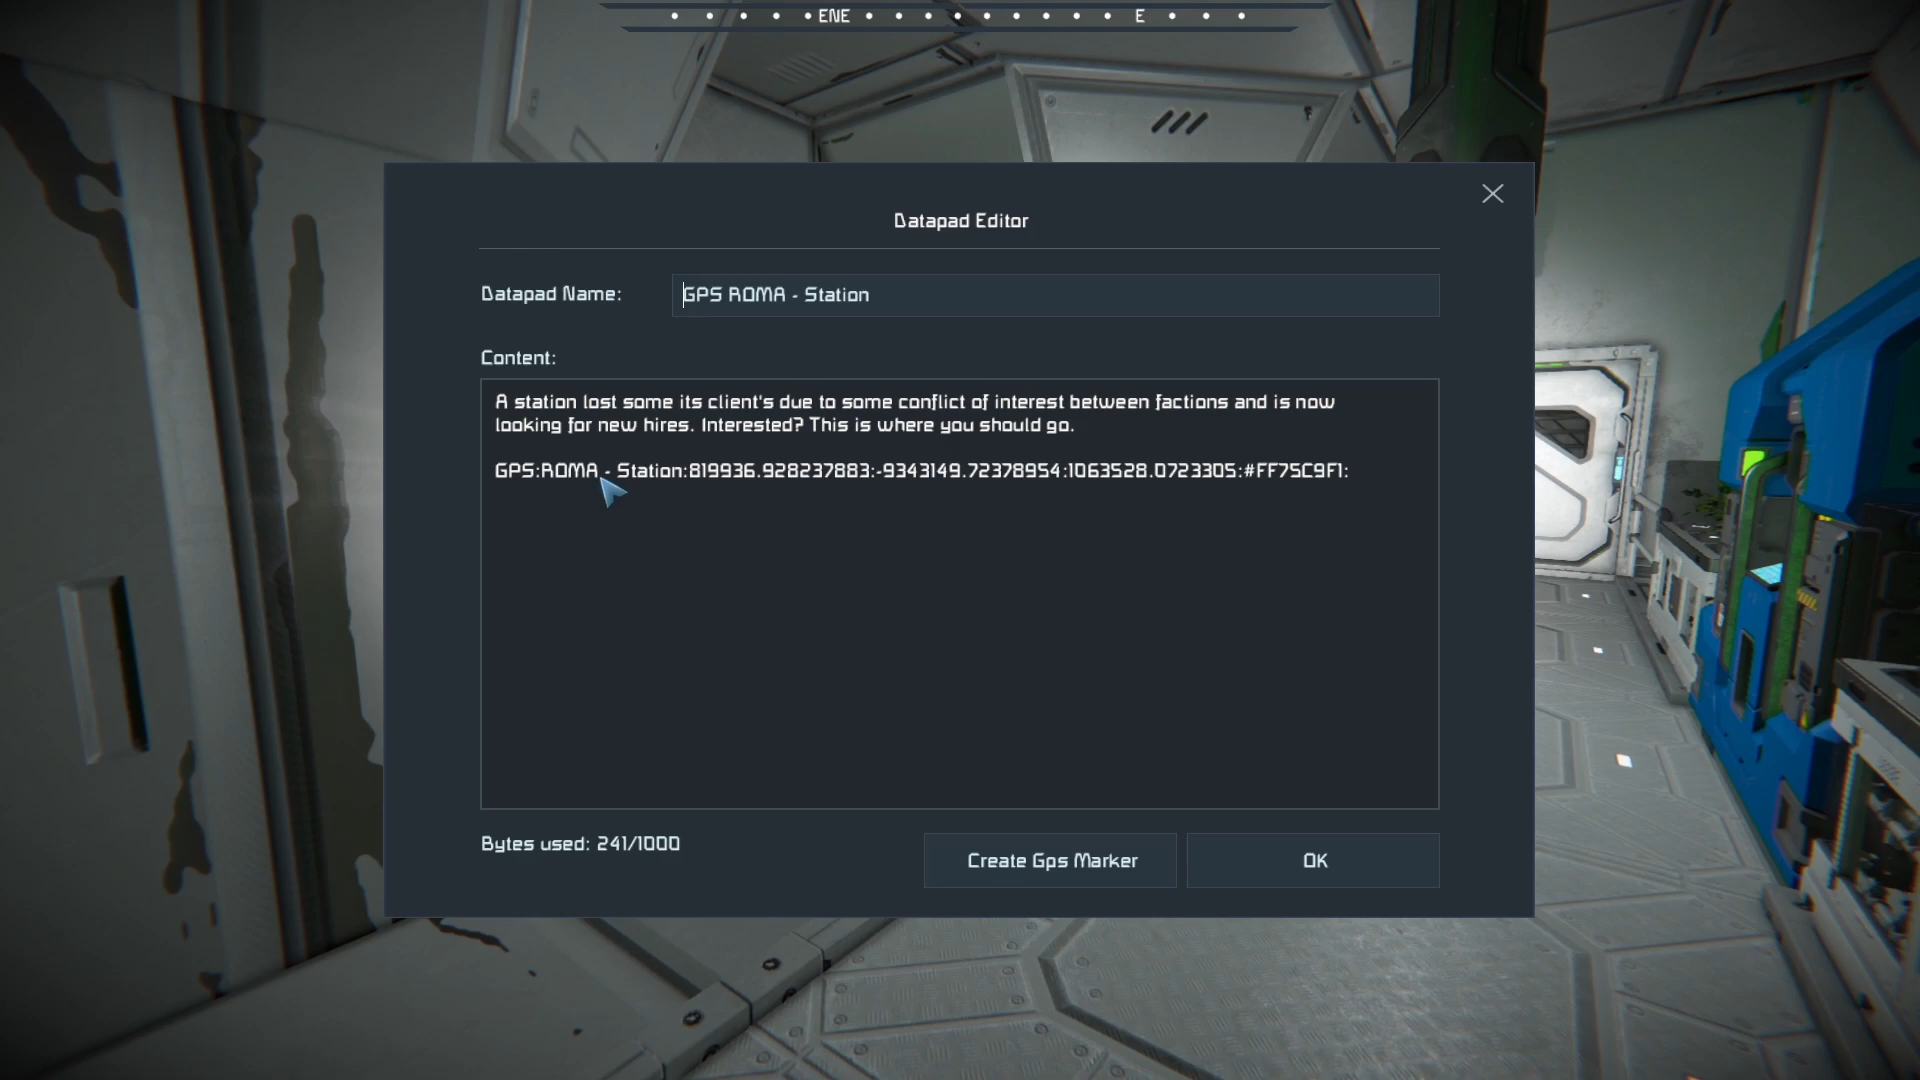 ENE E
Datapad Editor
Datapad Name: GPS ROMA - Station
Content:
A station lost some its client's due to some conflict of interest between factions and is now
looking for new hires. Interested? This is where you should go.
GPS:ROMA - Station:819936.928237883:-9343149.72378954:1063528.0723305:#FF75C9F1:
Bytes used: 241/1000
Create Gps Marker
OK